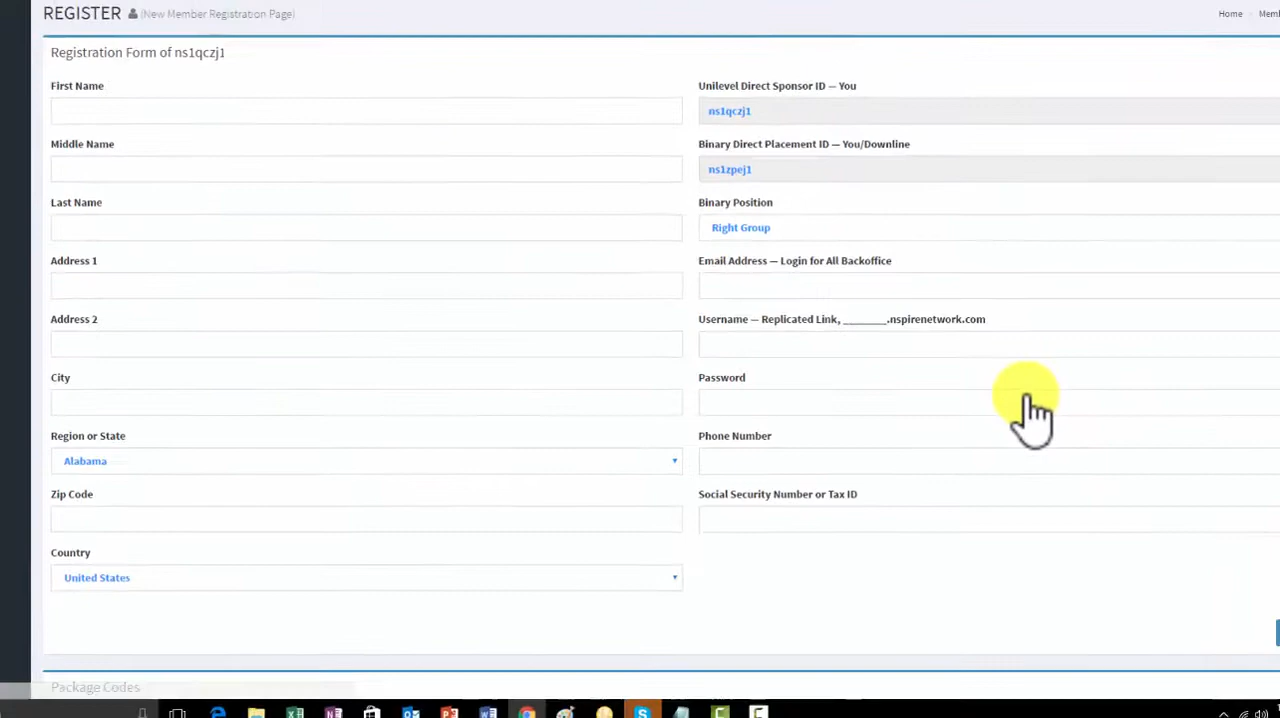 REGISTER (New Member Registration Page)
Home
Registration Form of ns1qczj1
First Name
Middle Name
Last Name
Address 1
Address 2
City
Region or State
Alabama
Zip Code
Country
United States
Unilevel Direct Sponsor ID — You
ns1qczj1
Binary Direct Placement ID — You/Downline
ns1zpej1
Binary Position
Right Group
Email Address — Login for All Backoffice
Username — Replicated Link, _______.nspirenetwork.com
Password
Phone Number
Social Security Number or Tax ID
Package Codes